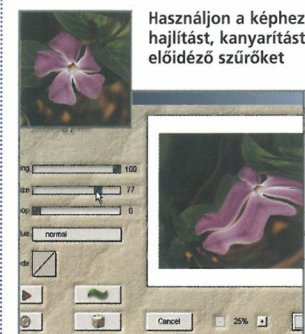 Használjon a képhez
hajlítást, kanyarítást
előidéző szűrőket
100
77
0
normal
Cancel
25%